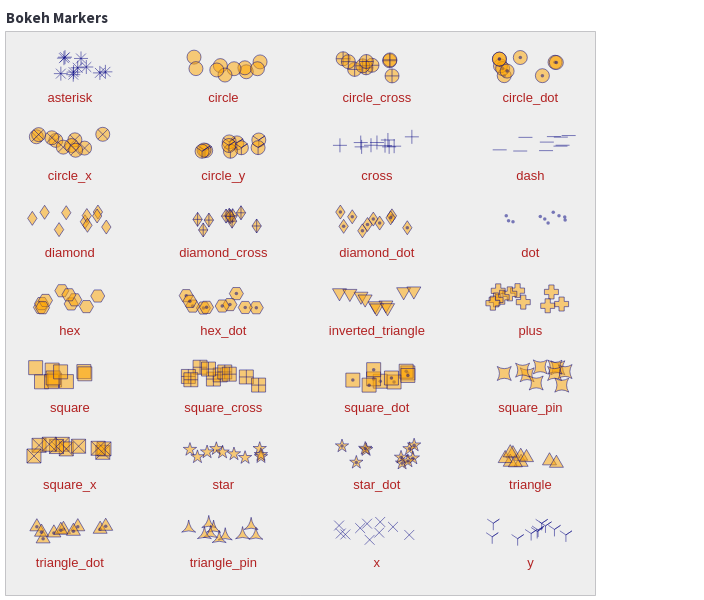 Bokeh Markers
asterisk circle circle_cross circle_dot
circle_x circle_y cross dash
diamond diamond_cross diamond_dot dot
hex hex_dot inverted_triangle plus
square square_cross square_dot square_pin
square_x star star_dot triangle
triangle_dot triangle_pin x y